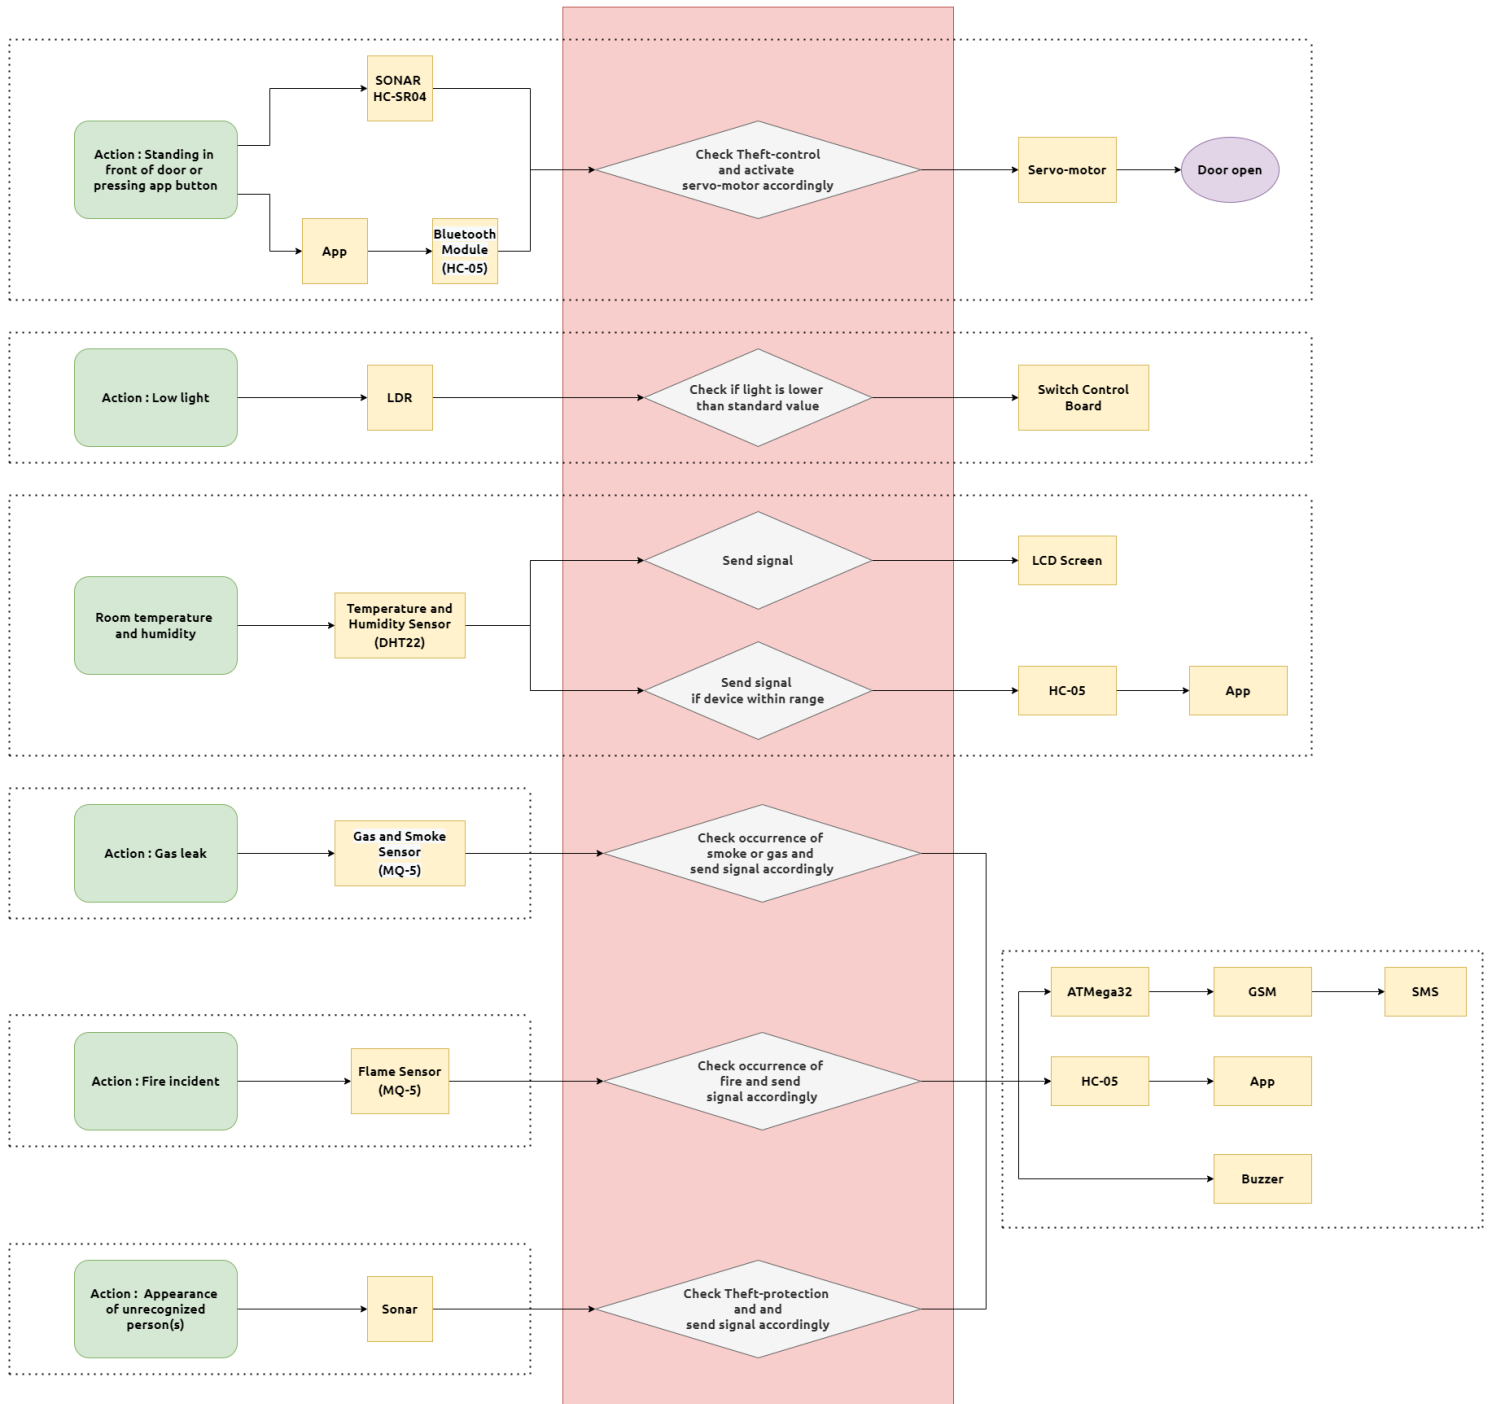 SONAR
HC-SR04
Action : Standing in
front of door or
pressing app button
App
Bluetooth
Module
(HC-05)
Check Theft-control
and activate
servo-motor accordingly
Servo-motor
Door open
Action : Low light
LDR
Check if light is lower
than standard value
Switch Control
Board
Room temperature
and humidity
Temperature and
Humidity Sensor
(DHT22)
Send signal
LCD Screen
Send signal
if device within range
HC-05
App
Action : Gas leak
Gas and Smoke
Sensor
(MQ-5)
Check occurrence of
smoke or gas and
send signal accordingly
Action : Fire incident
Flame Sensor
(MQ-5)
Check occurrence of
fire and send
signal accordingly
ATMega32
GSM
SMS
HC-05
App
Buzzer
Action :  Appearance
of unrecognized
person(s)
Sonar
Check Theft-protection
and and
send signal accordingly